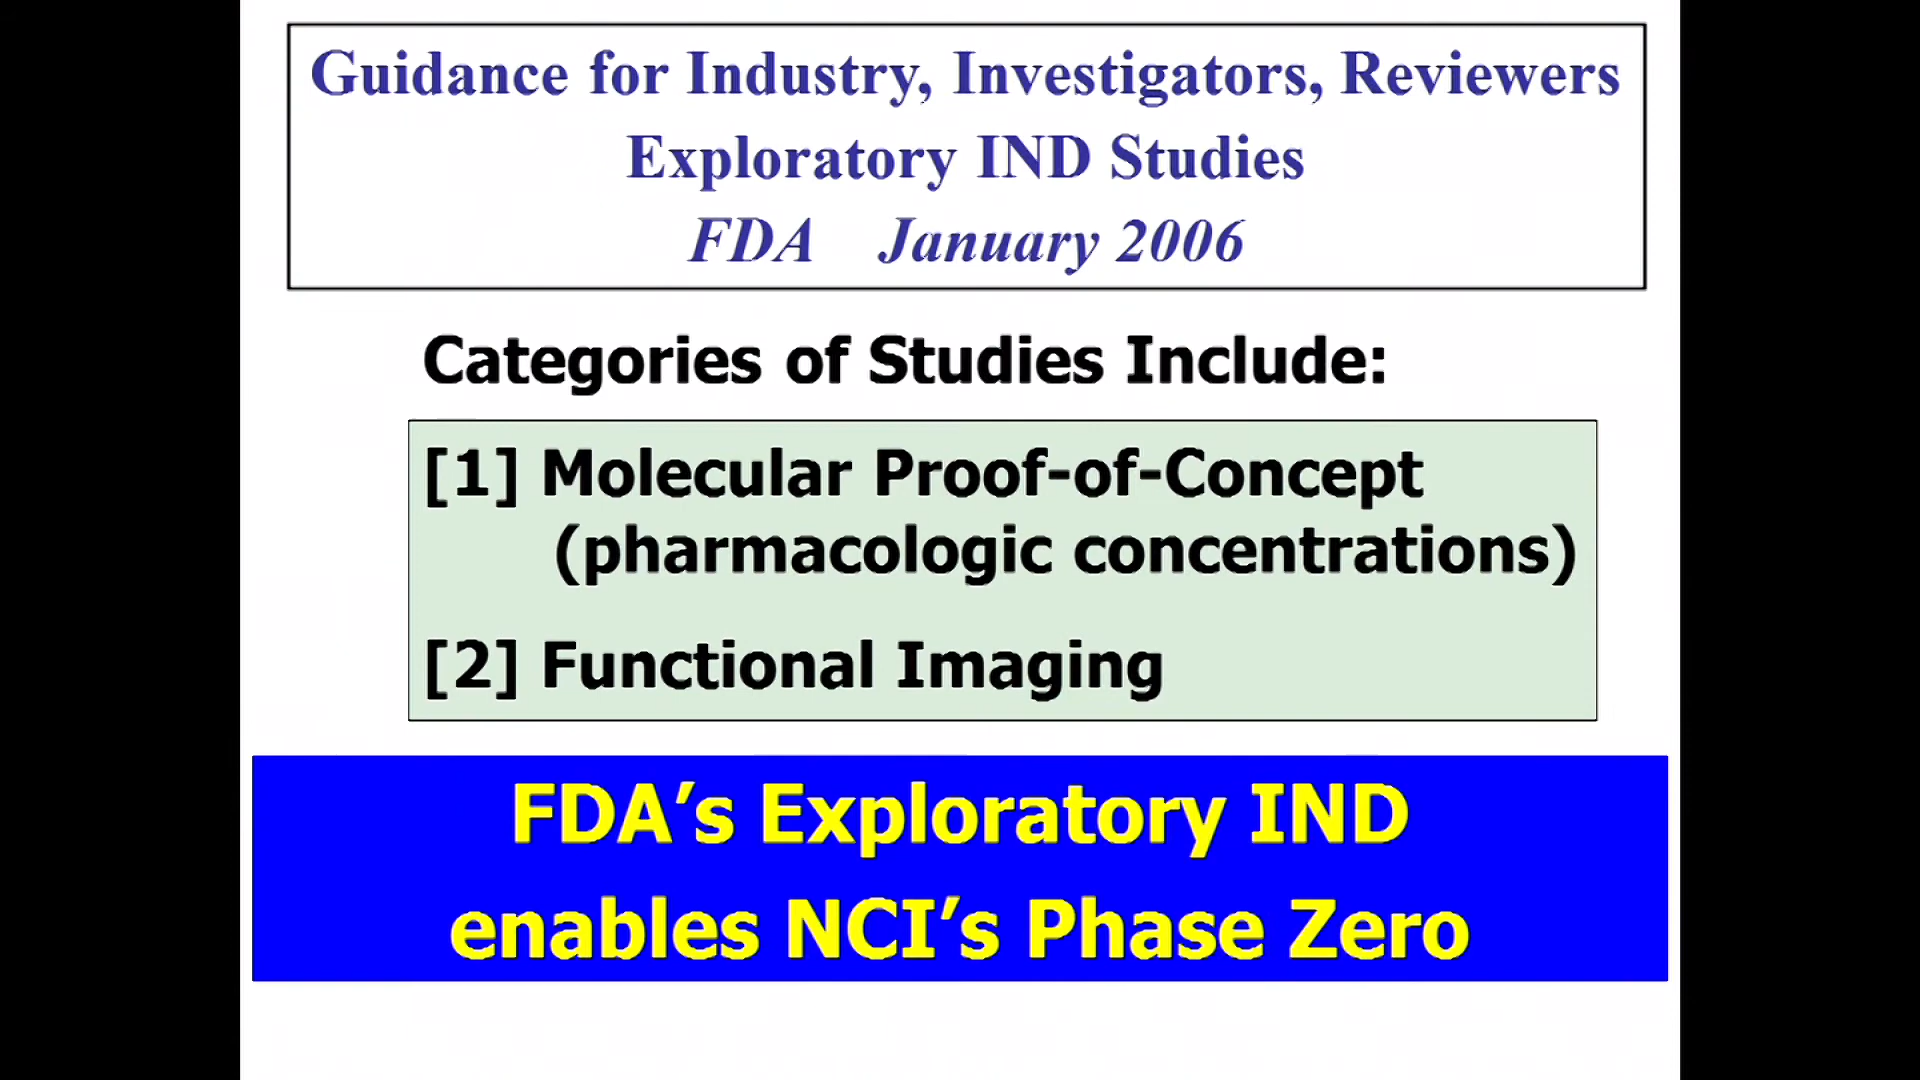 Guidance for Industry, Investigators, Reviewers
Exploratory IND Studies
FDA January 2006
Categories of Studies Include:
[1] Molecular Proof-of-Concept
(pharmacologic concentrations)
[2] Functional Imaging
FDA’s Exploratory IND
enables NCI’s Phase Zero